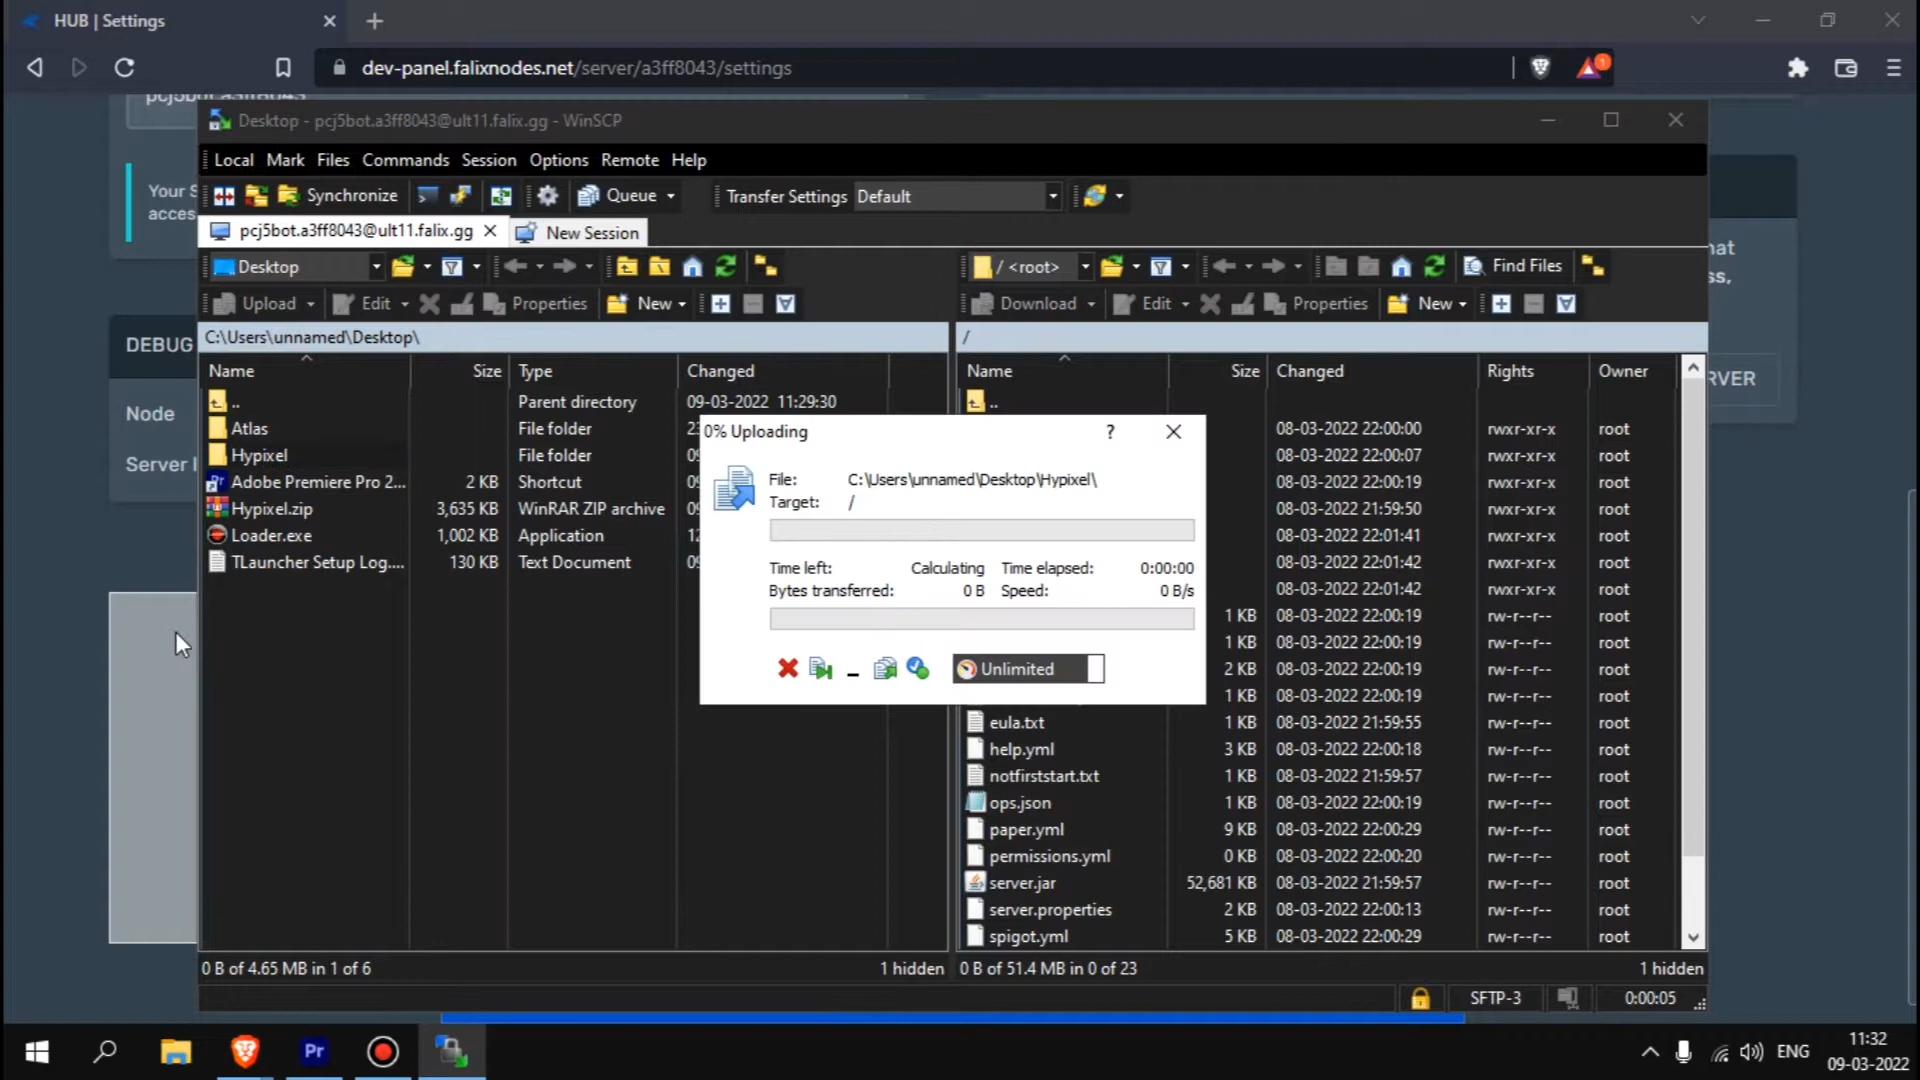 HUB | Settings
dev-panel.falixnodes.net/server/a3ff8043/settings
1
pcj5bot.a3ff8043
Desktop - pcj5bot.a3ff8043@ult11.falix.gg - WinSCP
Local Mark Files Commands Session Options Remote Help
Synchronize Queue Transfer Settings Default
pcj5bot.a3ff8043@ult11.falix.gg New Session
Desktop
/ <root> Find Files
Upload Edit Properties New
Download Edit Properties New
C:\Users\unnamed\Desktop\
/
Name Size Type Changed
.. Parent directory 09-03-2022 11:29:30
Atlas File folder
Hypixel File folder
Adobe Premiere Pro 2... 2 KB Shortcut
Hypixel.zip 3,635 KB WinRAR ZIP archive
Loader.exe 1,002 KB Application
TLauncher Setup Log.... 130 KB Text Document
0 B of 4.65 MB in 1 of 6 1 hidden
Name Size Changed Rights Owner
..
08-03-2022 22:00:00 rwxr-xr-x root
08-03-2022 22:00:07 rwxr-xr-x root
08-03-2022 22:00:19 rwxr-xr-x root
08-03-2022 21:59:50 rwxr-xr-x root
08-03-2022 22:01:41 rwxr-xr-x root
08-03-2022 22:01:42 rwxr-xr-x root
08-03-2022 22:01:42 rwxr-xr-x root
1 KB 08-03-2022 22:00:19 rw-r--r-- root
1 KB 08-03-2022 22:00:19 rw-r--r-- root
2 KB 08-03-2022 22:00:19 rw-r--r-- root
1 KB 08-03-2022 22:00:19 rw-r--r-- root
eula.txt 1 KB 08-03-2022 21:59:55 rw-r--r-- root
help.yml 3 KB 08-03-2022 22:00:18 rw-r--r-- root
notfirststart.txt 1 KB 08-03-2022 21:59:57 rw-r--r-- root
ops.json 1 KB 08-03-2022 22:00:19 rw-r--r-- root
paper.yml 9 KB 08-03-2022 22:00:29 rw-r--r-- root
permissions.yml 0 KB 08-03-2022 22:00:20 rw-r--r-- root
server.jar 52,681 KB 08-03-2022 21:59:57 rw-r--r-- root
server.properties 2 KB 08-03-2022 22:00:13 rw-r--r-- root
spigot.yml 5 KB 08-03-2022 22:00:29 rw-r--r-- root
0 B of 51.4 MB in 0 of 23 1 hidden
SFTP-3 0:00:05
0% Uploading ?
File: C:\Users\unnamed\Desktop\Hypixel\
Target: /
Time left: Calculating Time elapsed: 0:00:00
Bytes transferred: 0 B Speed: 0 B/s
Unlimited
Your S
acces
DEBUG
Node
Server I
hat
ss,
RVER
Pr
ENG
11:32
09-03-2022